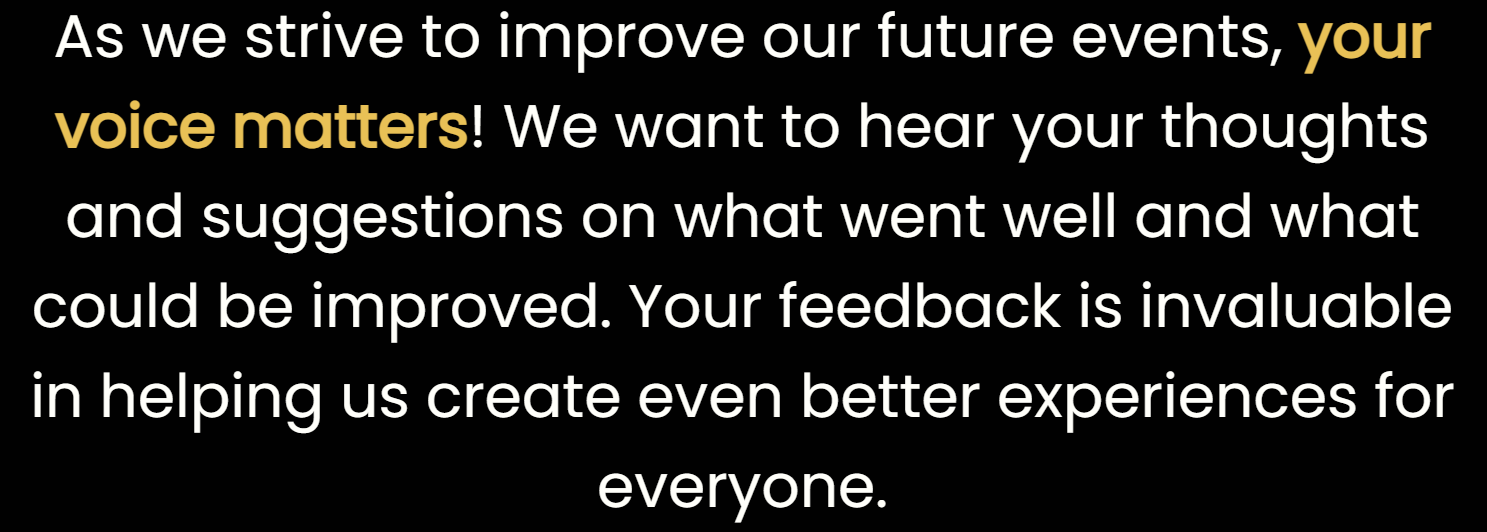 As we strive to improve our future events, your
voice matters! We want to hear your thoughts
and suggestions on what went well and what
could be improved. Your feedback is invaluable
in helping us create even better experiences for
everyone.